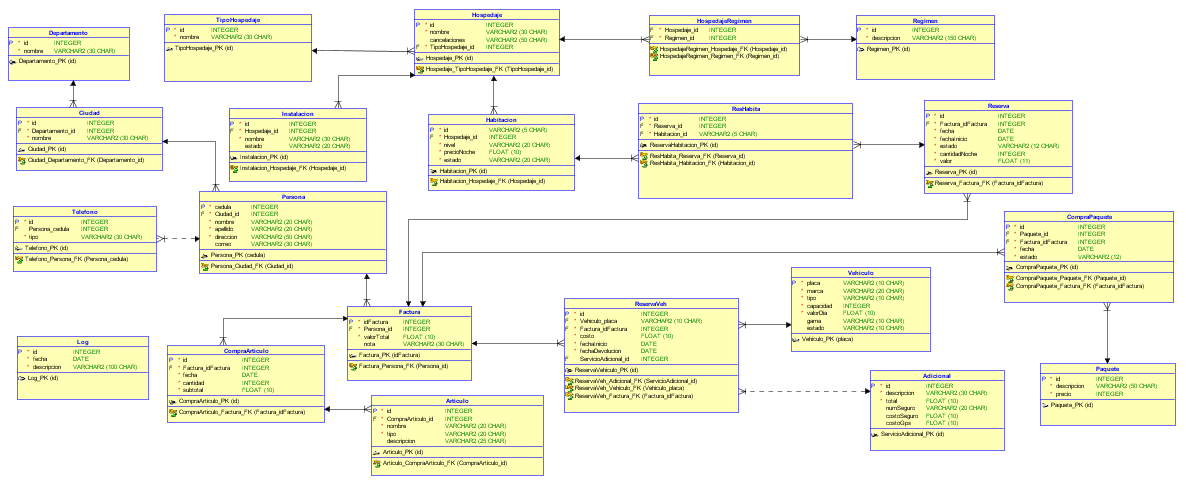 Departamento
P * id INTEGER
* nombre VARCHAR2 (30 CHAR)
Departamento_PK (id)
TipoHospedaje
P * id INTEGER
* nombre VARCHAR2 (30 CHAR)
TipoHospedaje_PK (id)
Hospedaje
P * id INTEGER
* nombre VARCHAR2 (30 CHAR)
cancelaciones VARCHAR2 (50 CHAR)
F * TipoHospedaje_id INTEGER
Hospedaje_PK (id)
Hospedaje_TipoHospedaje_FK (TipoHospedaje_id)
HospedajeRegimen
F * Hospedaje_id INTEGER
F * Regimen_id INTEGER
HospedajeRegimen_Hospedaje_FK (Hospedaje_id)
HospedajeRegimen_Regimen_FK (Regimen_id)
Regimen
P * id INTEGER
* descripcion VARCHAR2 (150 CHAR)
Regimen_PK (id)
Ciudad
P * id INTEGER
F * Departamento_id INTEGER
* nombre VARCHAR2 (30 CHAR)
Ciudad_PK (id)
Ciudad_Departamento_FK (Departamento_id)
Instalacion
P * id INTEGER
F * Hospedaje_id INTEGER
* nombre VARCHAR2 (30 CHAR)
* estado VARCHAR2 (20 CHAR)
Instalacion_PK (id)
Instalacion_Hospedaje_FK (Hospedaje_id)
Habitacion
P * id VARCHAR2 (5 CHAR)
F * Hospedaje_id INTEGER
* nivel VARCHAR2 (20 CHAR)
* precioNoche FLOAT (10)
* estado VARCHAR2 (20 CHAR)
Habitacion_PK (id)
Habitacion_Hospedaje_FK (Hospedaje_id)
ResHabita
P * id INTEGER
F * Reserva_id INTEGER
F * Habitacion_id VARCHAR2 (5 CHAR)
ReservaHabitacion_PK (id)
ResHabita_Reserva_FK (Reserva_id)
ResHabita_Habitacion_FK (Habitacion_id)
Reserva
P * id INTEGER
F * Factura_idFactura INTEGER
* fecha DATE
* fechaInicio DATE
* estado VARCHAR2 (12 CHAR)
* cantidadNoche INTEGER
* valor FLOAT (11)
Reserva_PK (id)
Reserva_Factura_FK (Factura_idFactura)
Persona
P * cedula INTEGER
F * Ciudad_id INTEGER
* nombre VARCHAR2 (20 CHAR)
* apellido VARCHAR2 (20 CHAR)
* direccion VARCHAR2 (50 CHAR)
correo VARCHAR2 (30 CHAR)
Persona_PK (cedula)
Persona_Ciudad_FK (Ciudad_id)
Telefono
P * id INTEGER
F Persona_cedula INTEGER
* tipo VARCHAR2 (30 CHAR)
Telefono_PK (id)
Telefono_Persona_FK (Persona_cedula)
CompraPaquete
P * id INTEGER
F * Paquete_id INTEGER
F * Factura_idFactura INTEGER
* fecha DATE
* estado VARCHAR2 (12)
CompraPaquete_PK (id)
CompraPaquete_Paquete_FK (Paquete_id)
CompraPaquete_Factura_FK (Factura_idFactura)
Vehiculo
P * placa VARCHAR2 (10 CHAR)
* marca VARCHAR2 (20 CHAR)
* tipo VARCHAR2 (10 CHAR)
* capacidad INTEGER
* valorDia FLOAT (10)
gama VARCHAR2 (10 CHAR)
estado VARCHAR2 (10 CHAR)
Vehiculo_PK (placa)
ReservaVeh
P * id INTEGER
F * Vehiculo_placa VARCHAR2 (10 CHAR)
F * Factura_idFactura INTEGER
* costo FLOAT (10)
* fechaInicio DATE
* fechaDevolucion DATE
F ServicioAdicional_id INTEGER
ReservaVehiculo_PK (id)
ReservaVeh_Adicional_FK (ServicioAdicional_id)
ReservaVeh_Vehiculo_FK (Vehiculo_placa)
ReservaVeh_Factura_FK (Factura_idFactura)
Factura
P * idFactura INTEGER
F * Persona_id INTEGER
* valorTotal FLOAT (10)
nota VARCHAR2 (30 CHAR)
Factura_PK (idFactura)
Factura_Persona_FK (Persona_id)
Log
P * id INTEGER
* fecha DATE
* descripcion VARCHAR2 (100 CHAR)
Log_PK (id)
CompraArticulo
P * id INTEGER
F * Factura_idFactura INTEGER
* fecha DATE
* cantidad INTEGER
* subtotal FLOAT (10)
CompraArticulo_PK (id)
CompraArticulo_Factura_FK (Factura_idFactura)
Articulo
P * id INTEGER
F * CompraArticulo_id INTEGER
* nombre VARCHAR2 (20 CHAR)
* tipo VARCHAR2 (20 CHAR)
descripcion VARCHAR2 (25 CHAR)
Articulo_PK (id)
Articulo_CompraArticulo_FK (CompraArticulo_id)
Adicional
P * id INTEGER
* descripcion VARCHAR2 (30 CHAR)
* total FLOAT (10)
numSeguro VARCHAR2 (20 CHAR)
costoSeguro FLOAT (10)
costoGps FLOAT (10)
ServicioAdicional_PK (id)
Paquete
P * id INTEGER
* descripcion VARCHAR2 (50 CHAR)
* precio INTEGER
Paquete_PK (id)